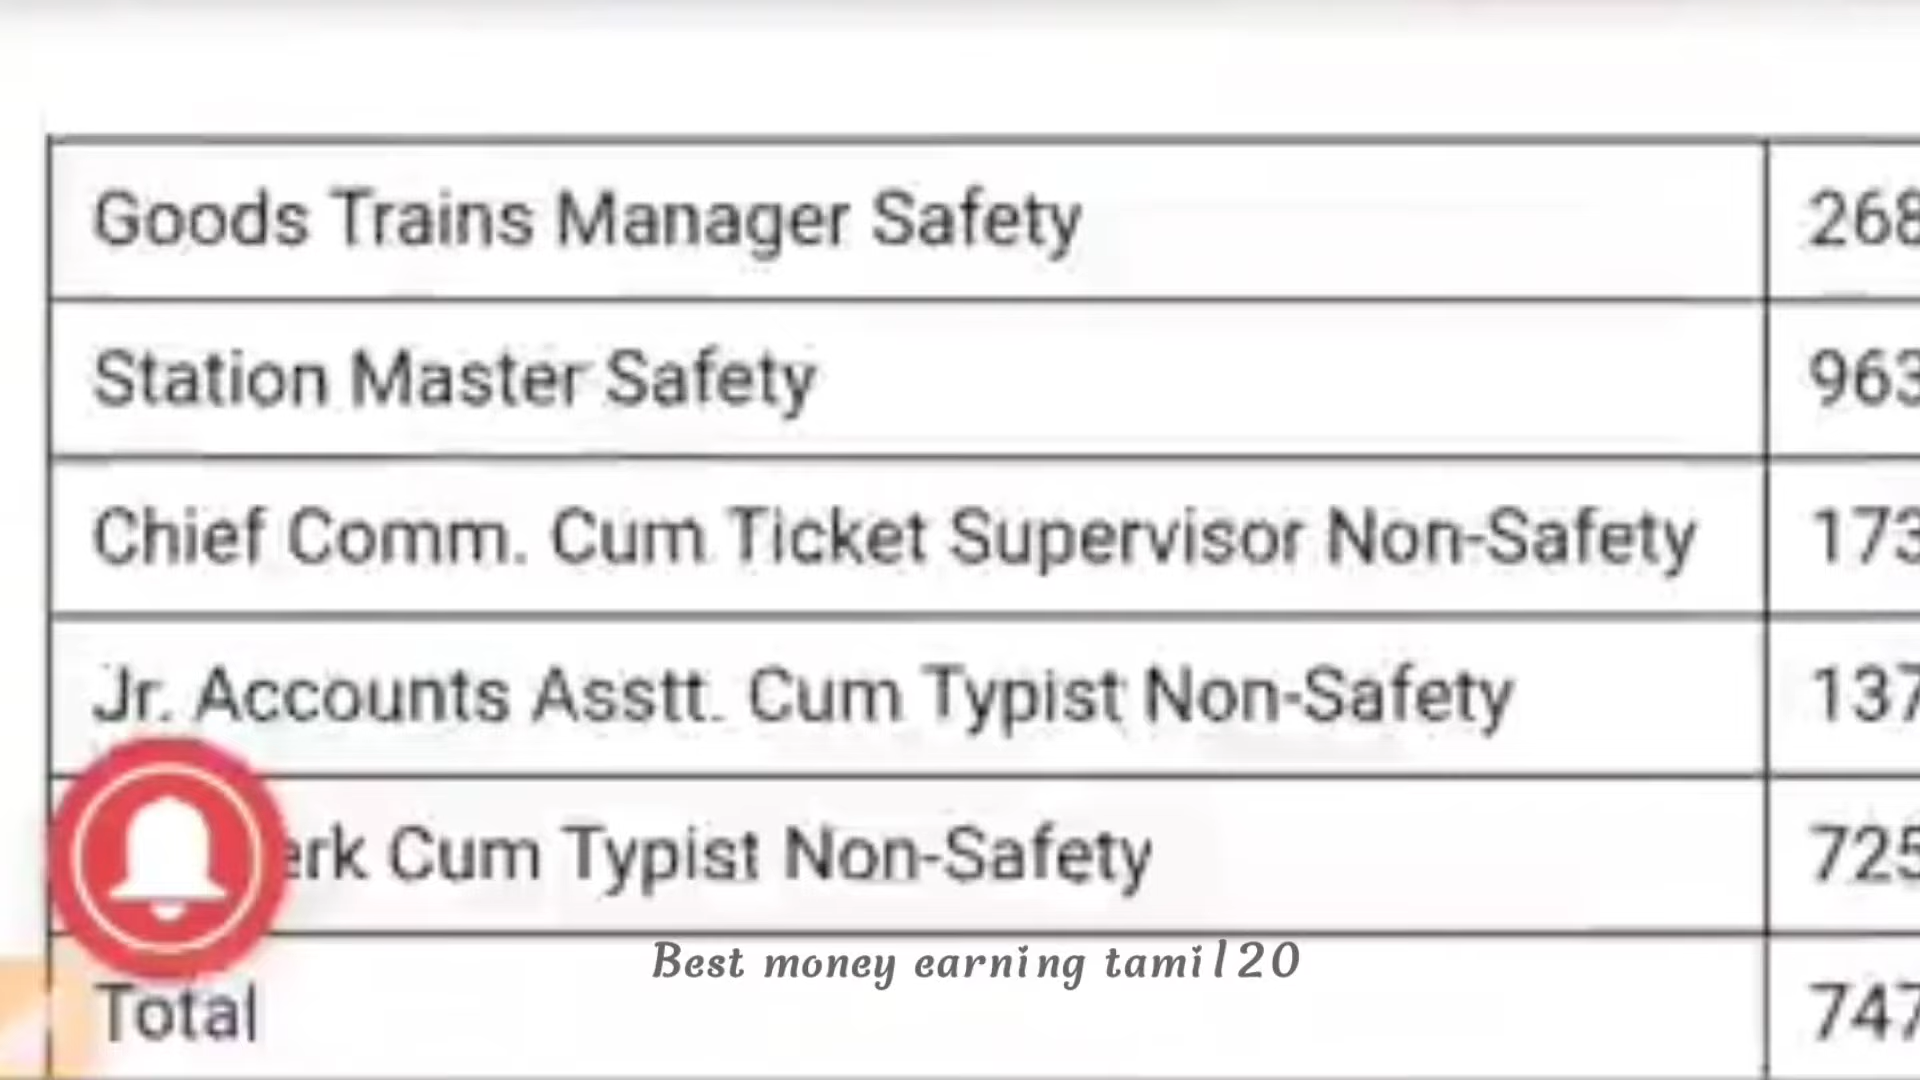 Goods Trains Manager Safety 268
Station Master Safety 963
Chief Comm. Cum Ticket Supervisor Non-Safety 173
Jr. Accounts Asstt. Cum Typist Non-Safety 137
erk Cum Typist Non-Safety 725
Best money earning tamil20
Total 747